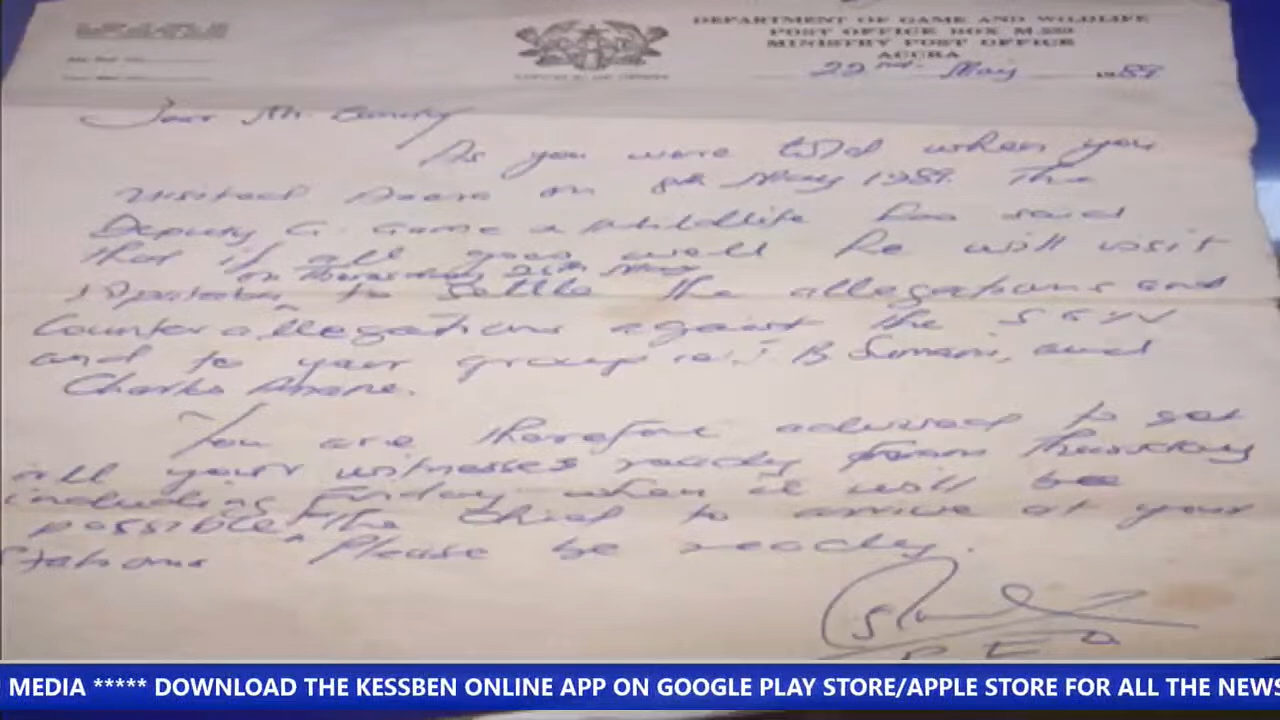 DEPARTMENT OF GAME AND WILDLIFE
POST OFFICE BOX M.239
MINISTRY POST OFFICE
ACCRA
22nd May 1989
Dear Mr.
As you were told when you
visited Accra on 8th May 1989. The
Deputy C. Game & Wildlife has said
that if all goes well he will visit
on Thursday 25th May
to settle the allegations and
Counter allegations against the
and to your group i.e. B Simani, and
Charles Anane.
You are therefore advised to get
all your witnesses ready from Thursday
including Friday when it will be
possible the Chief to arrive at your
Stations Please be ready.
MEDIA ***** DOWNLOAD THE KESSBEN ONLINE APP ON GOOGLE PLAY STORE/APPLE STORE FOR ALL THE NEWS